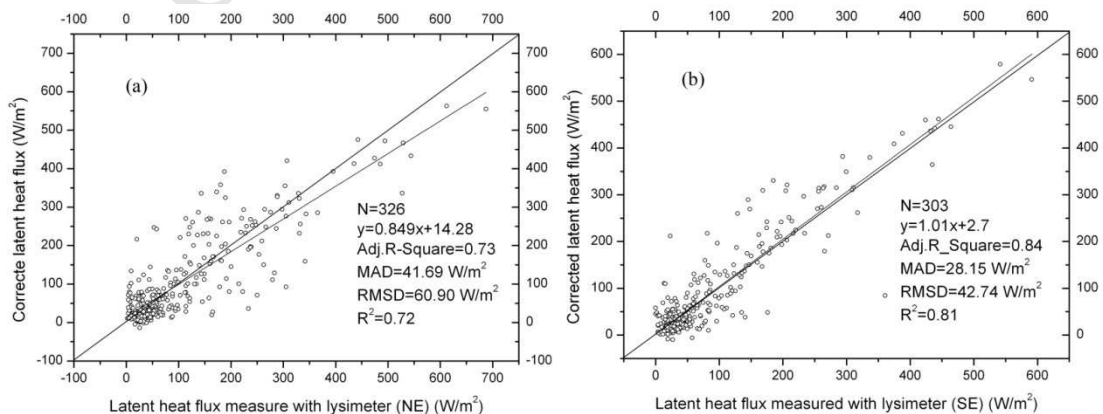 -100 0 100 200 300 400 500 600 700
0 100 200 300 400 500 600
700
600
500
400
300
200
100
0
-100
Correcte latent heat flux (W/m²)
(a)
N=326
y=0.849x+14.28
Adj.R-Square=0.73
MAD=41.69 W/m²
RMSD=60.90 W/m²
R²=0.72
700
600
500
400
300
200
100
0
-100
-100 0 100 200 300 400 500 600 700
Latent heat flux measure with lysimeter (NE) (W/m²)
600
500
400
300
200
100
0
Corrected latent heat flux (W/m²)
(b)
N=303
y=1.01x+2.7
Adj.R_Square=0.84
MAD=28.15 W/m²
RMSD=42.74 W/m²
R²=0.81
600
500
400
300
200
100
0
0 100 200 300 400 500 600
Latent heat flux measured with lysimeter (SE) (W/m²)